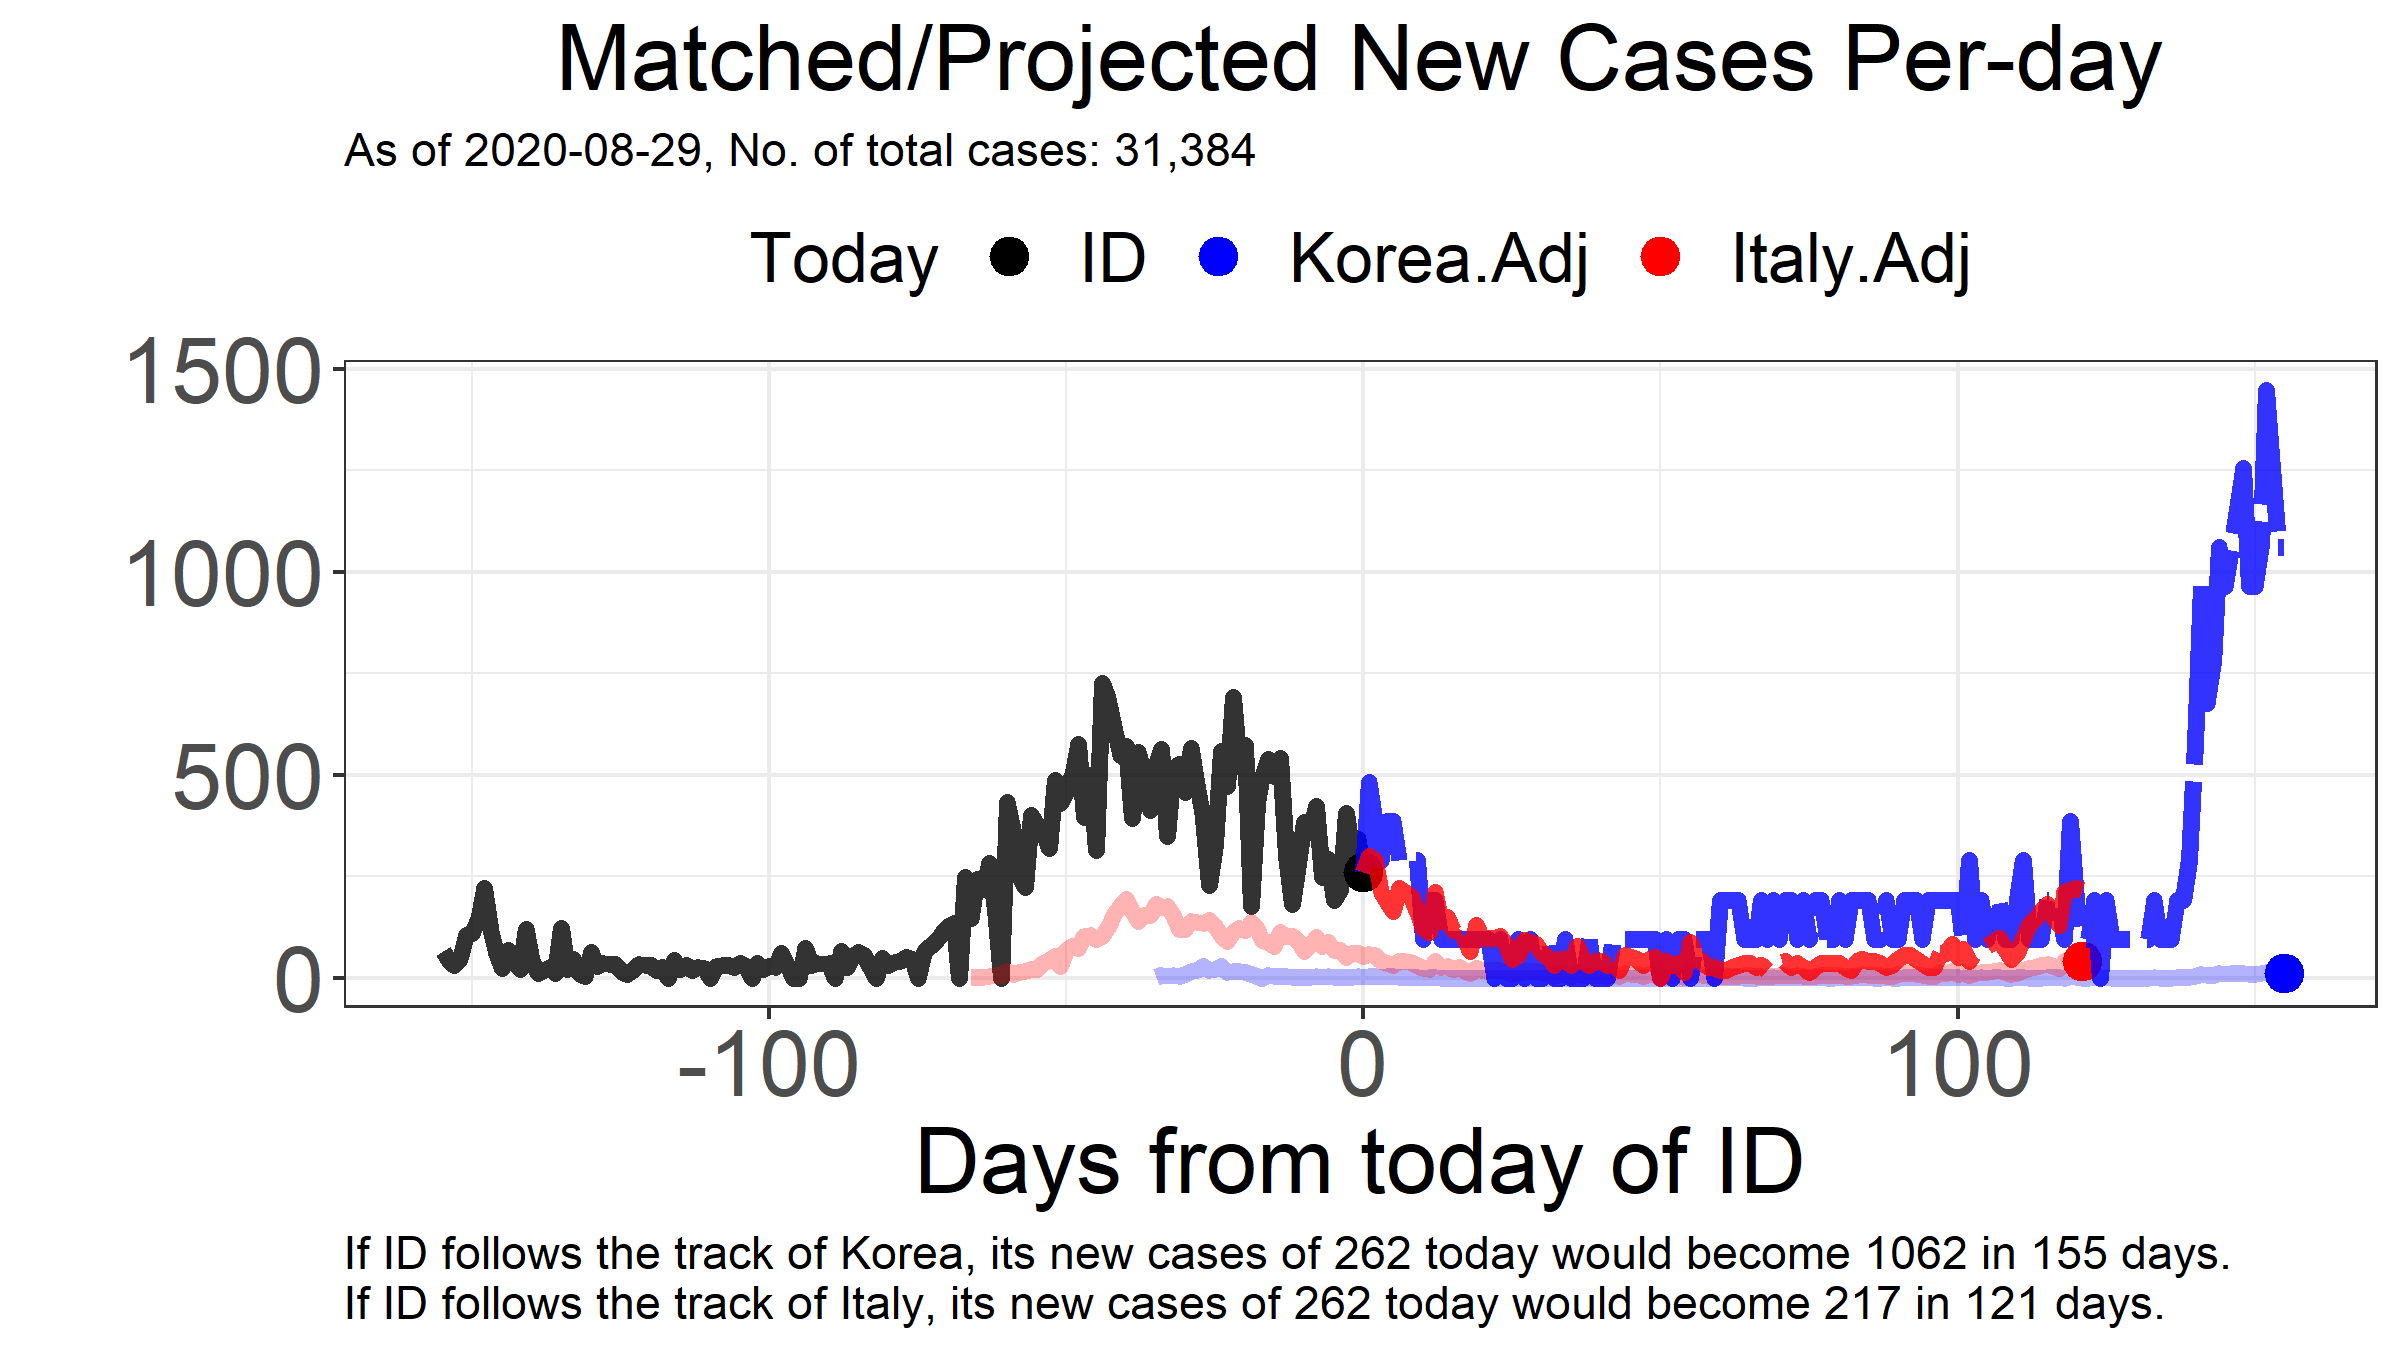 Matched/Projected New Cases Per-day
As of 2020-08-29, No. of total cases: 31,384
Today ID Korea.Adj Italy.Adj
1500
1000
500
0
-100 0 100
Days from today of ID
If ID follows the track of Korea, its new cases of 262 today would become 1062 in 155 days.
If ID follows the track of Italy, its new cases of 262 today would become 217 in 121 days.